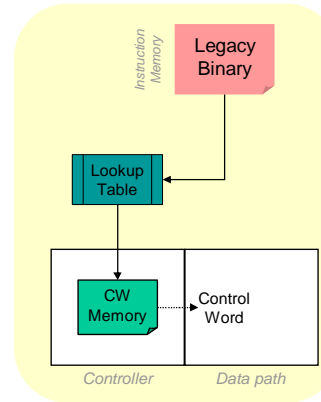 Instruction
Memory
Legacy
Binary
Lookup
Table
CW
Memory
Control
Word
Controller
Data path